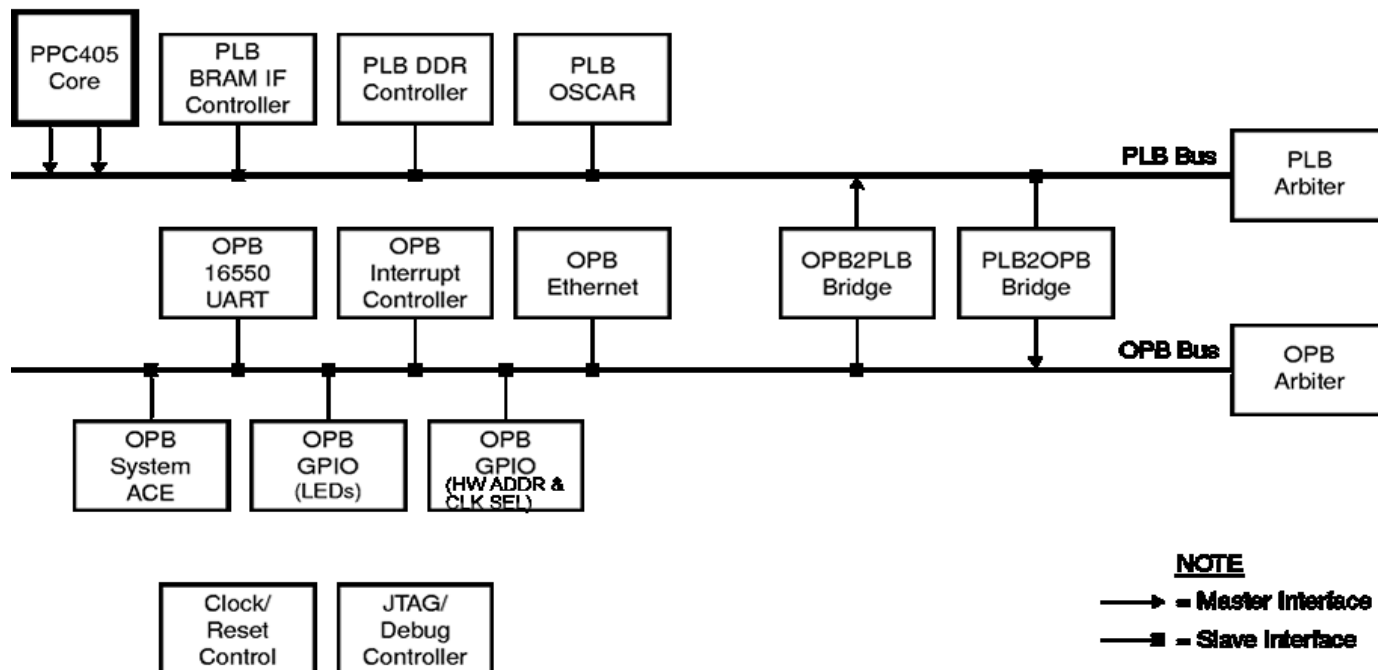 PPC405
Core
PLB
BRAM IF
Controller
PLB DDR
Controller
PLB
OSCAR
PLB Bus
PLB
Arbiter
OPB
16550
UART
OPB
Interrupt
Controller
OPB
Ethernet
OPB2PLB
Bridge
PLB2OPB
Bridge
OPB Bus
OPB
Arbiter
OPB
System
ACE
OPB
GPIO
(LEDs)
OPB
GPIO
(HW ADDR &
CLK SEL)
Clock/
Reset
Control
JTAG/
Debug
Controller
NOTE
= Master Interface
= Slave Interface